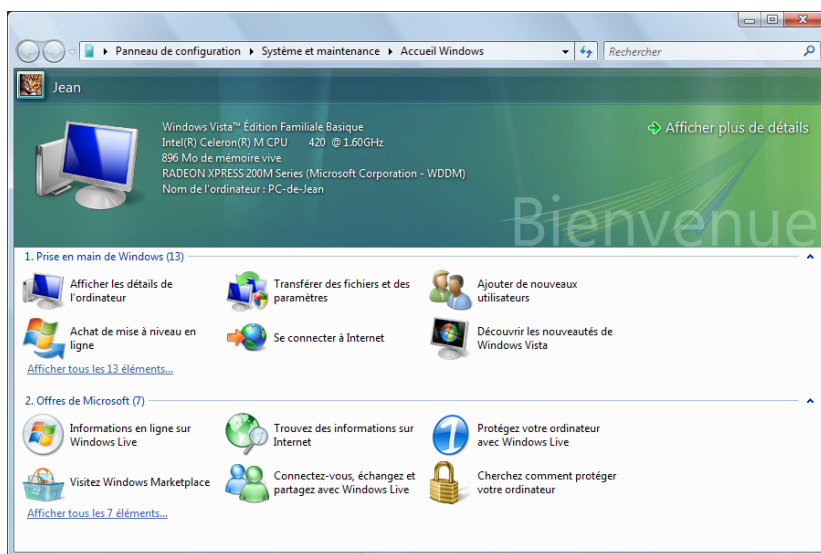 Panneau de configuration ▸ Système et maintenance ▸ Accueil Windows
Rechercher
Jean
Windows Vista™ Édition Familiale Basique
Intel(R) Celeron(R) M CPU 420 @ 1.60GHz
896 Mo de mémoire vive
RADEON XPRESS 200M Series (Microsoft Corporation - WDDM)
Nom de l'ordinateur : PC-de-Jean
Afficher plus de détails
Bienvenue
1. Prise en main de Windows (13)
Afficher les détails de
l'ordinateur
Transférer des fichiers et des
paramètres
Ajouter de nouveaux
utilisateurs
Achat de mise à niveau en
ligne
Se connecter à Internet
Découvrir les nouveautés de
Windows Vista
Afficher tous les 13 éléments...
2. Offres de Microsoft (7)
Informations en ligne sur
Windows Live
Trouvez des informations sur
Internet
Protégez votre ordinateur
avec Windows Live
Visitez Windows Marketplace
Connectez-vous, échangez et
partagez avec Windows Live
Cherchez comment protéger
votre ordinateur
Afficher tous les 7 éléments...